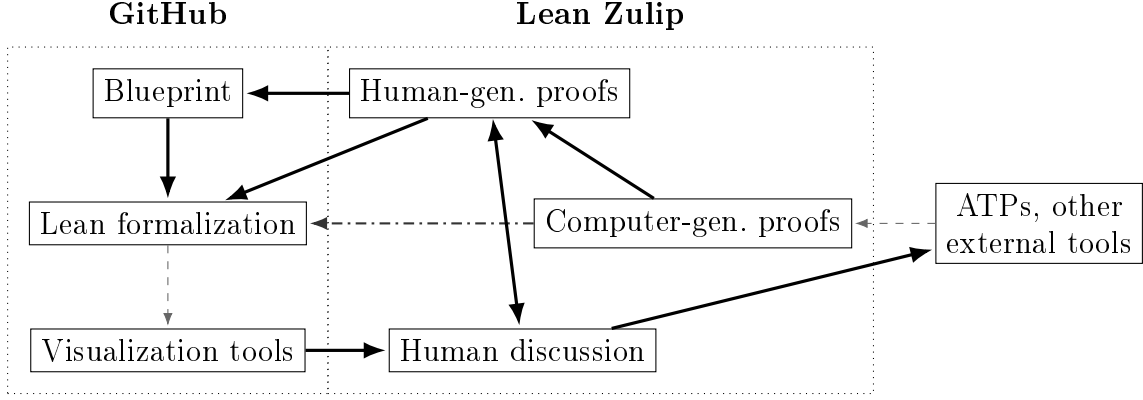 GitHub
Lean Zulip
Blueprint
Human-gen. proofs
Lean formalization
Computer-gen. proofs
ATPs, other
external tools
Visualization tools
Human discussion